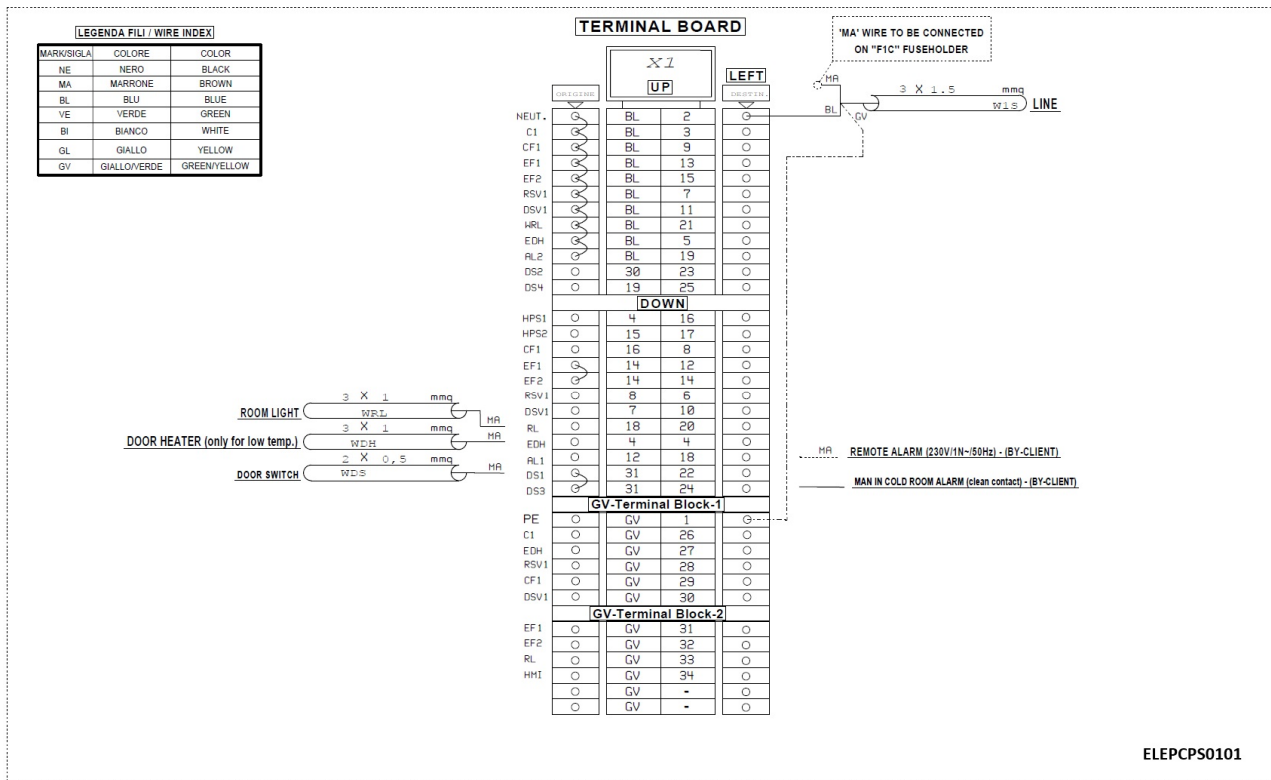 LEGENDA FILI / WIRE INDEX
MARK/SIGLA COLORE COLOR
NE NERO BLACK
MA MARRONE BROWN
BL BLU BLUE
VE VERDE GREEN
BI BIANCO WHITE
GL GIALLO YELLOW
GV GIALLO/VERDE GREEN/YELLOW
TERMINAL BOARD
X1
UP
LEFT
ORIGINE
DESTIN.
'MA' WIRE TO BE CONNECTED
ON "F1C" FUSEHOLDER
MA
BL
GV
3 X 1.5 mmq
W1S
LINE
NEUT. BL 2
C1 BL 3
CF1 BL 9
EF1 BL 13
EF2 BL 15
RSV1 BL 7
DSV1 BL 11
WRL BL 21
EDH BL 5
AL2 BL 19
DS2 30 23
DS4 19 25
DOWN
HPS1 4 16
HPS2 15 17
CF1 16 8
EF1 14 12
EF2 14 14
RSV1 8 6
DSV1 7 10
RL 18 20
EDH 4 4
AL1 12 18
DS1 31 22
DS3 31 24
GV-Terminal Block-1
PE GV 1
C1 GV 26
EDH GV 27
RSV1 GV 28
CF1 GV 29
DSV1 GV 30
GV-Terminal Block-2
EF1 GV 31
EF2 GV 32
RL GV 33
HMI GV 34
GV -
GV -
3 X 1 mmq
ROOM LIGHT WRL MA
3 X 1 mmq
DOOR HEATER (only for low temp.) WDH MA
2 X 0,5 mmq
DOOR SWITCH WDS MA
MA REMOTE ALARM (230V/1N~/50Hz) - (BY-CLIENT)
MAN IN COLD ROOM ALARM (clean contact) - (BY-CLIENT)
ELEPCPS0101